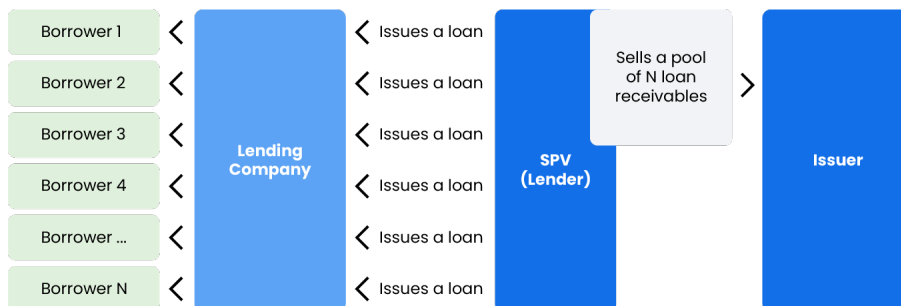 Borrower 1
Issues a loan
Sells a pool
of N loan
receivables
Borrower 2
Issues a loan
Borrower 3
Issues a loan
Lending
Company
SPV
(Lender)
Issuer
Borrower 4
Issues a loan
Borrower ...
Issues a loan
Borrower N
Issues a loan